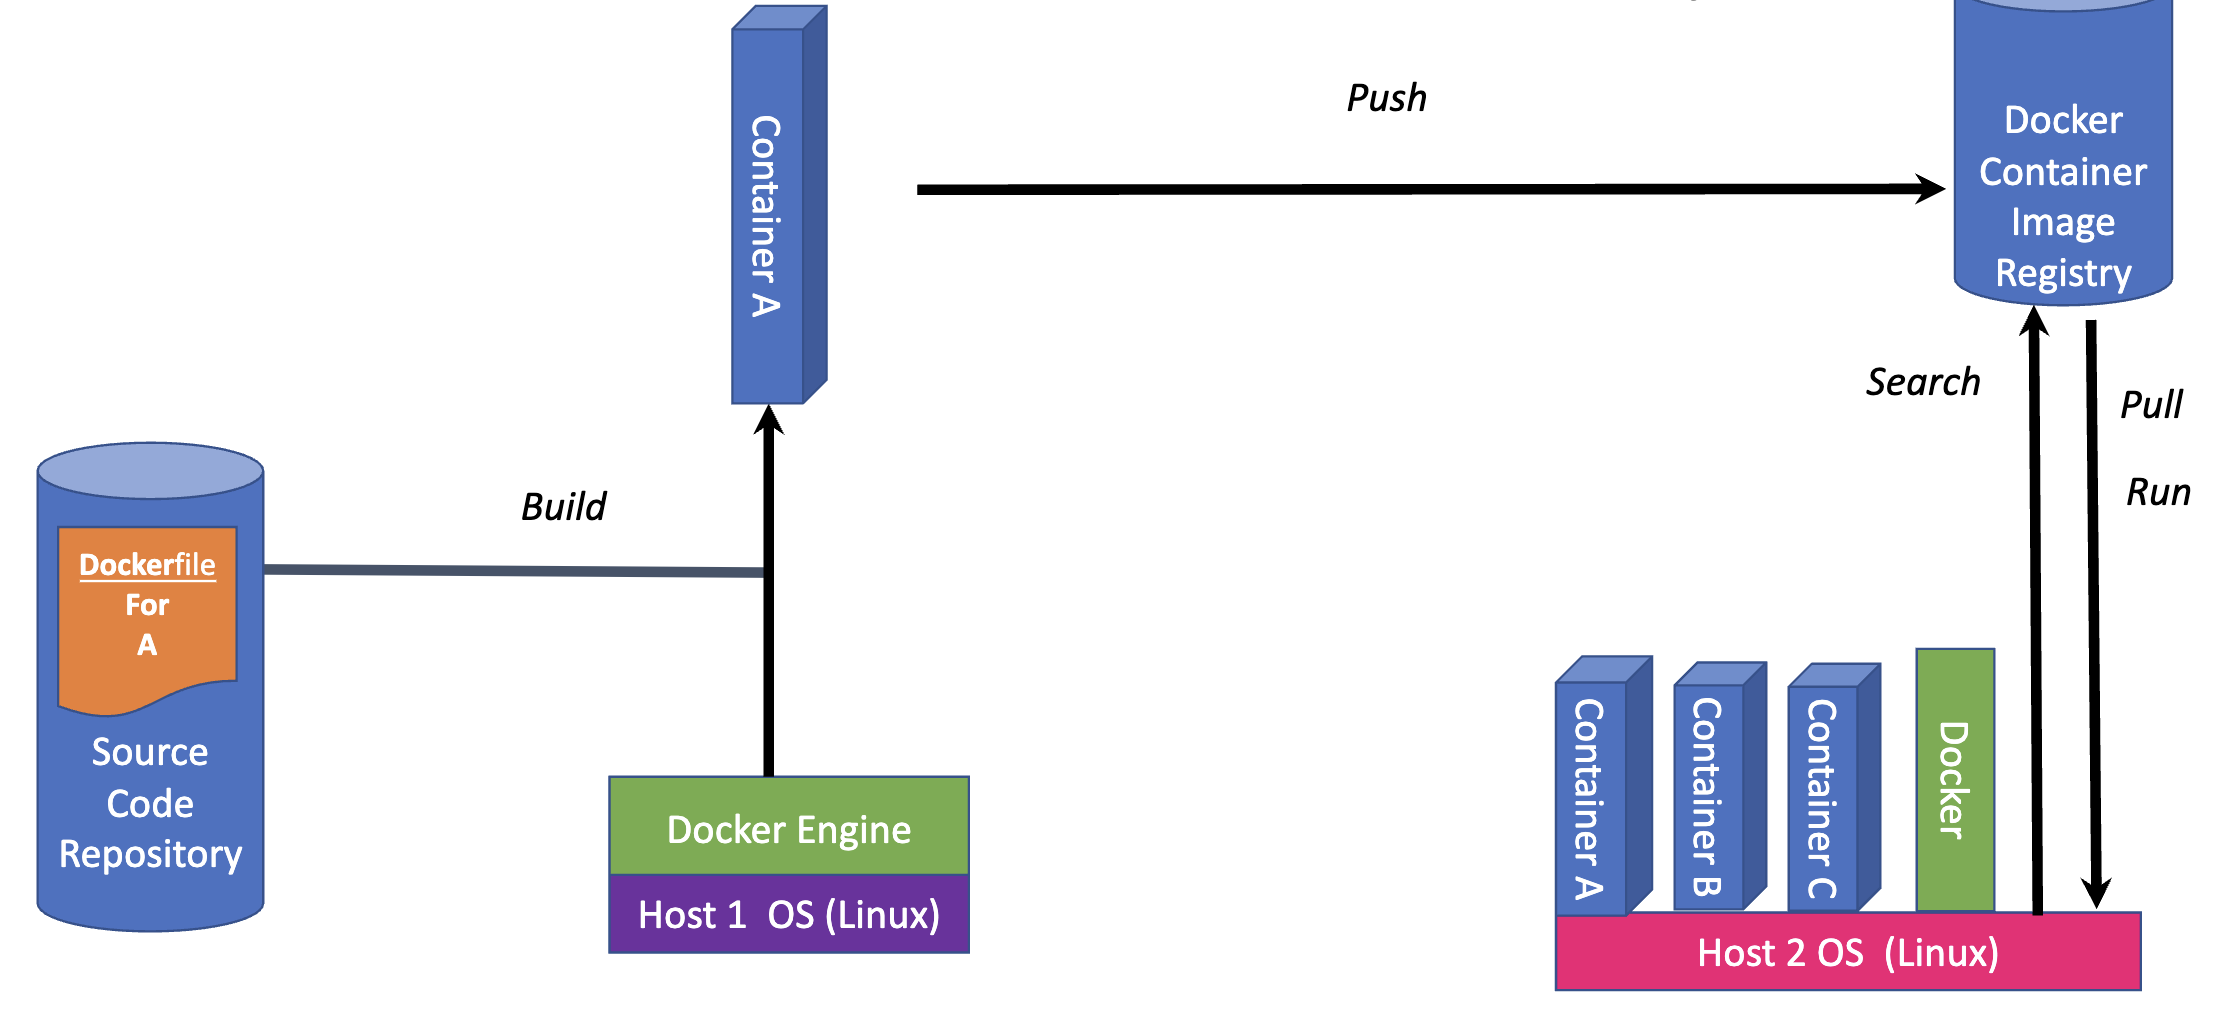 Container A
Push
Docker
Container
Image
Registry
Search
Pull
Run
Build
Dockerfile
For
A
Source
Code
Repository
Docker Engine
Host 1  OS (Linux)
Container A
Container B
Container C
Docker
Host 2 OS  (Linux)